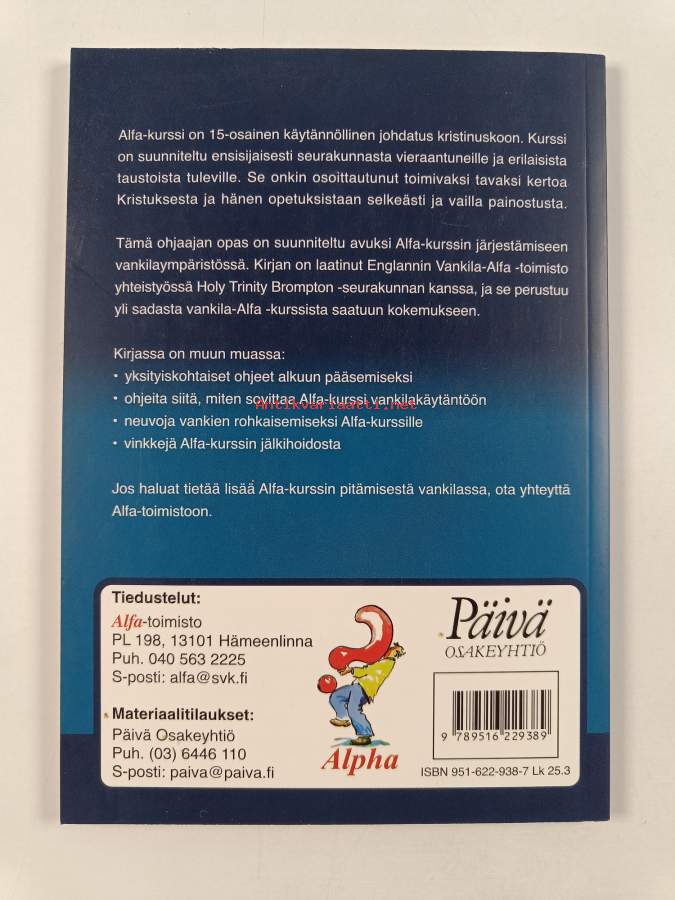 Alfa-kurssi on 15-osainen käytännöllinen johdatus kristinuskoon. Kurssi
on suunniteltu ensisijaisesti seurakunnasta vieraantuneille ja erilaisista
taustoista tuleville. Se onkin osoittautunut toimivaksi tavaksi kertoa
Kristuksesta ja hänen opetuksistaan selkeästi ja vailla painostusta.
Tämä ohjaajan opas on suunniteltu avuksi Alfa-kurssin järjestämiseen
vankilaympäristössä. Kirjan on laatinut Englannin Vankila-Alfa -toimisto
yhteistyössä Holy Trinity Brompton -seurakunnan kanssa, ja se perustuu
yli sadasta vankila-Alfa -kurssista saatuun kokemukseen.
Kirjassa on muun muassa:
• yksityiskohtaiset ohjeet alkuun pääsemiseksi
• ohjeita siitä, miten sovittaa Alfa-kurssi vankilakäytäntöön
Antikvariaatti.net
• neuvoja vankien rohkaisemiseksi Alfa-kurssille
• vinkkejä Alfa-kurssin jälkihoidosta
Jos haluat tietää lisää Alfa-kurssin pitämisestä vankilassa, ota yhteyttä
Alfa-toimistoon.
Tiedustelut:
Alfa-toimisto
PL 198, 13101 Hämeenlinna
Puh. 040 563 2225
S-posti: alfa@svk.fi
Materiaalitilaukset:
Päivä Osakeyhtiö
Puh. (03) 6446 110
S-posti: paiva@paiva.fi
Alpha
Päivä
OSAKEYHTIÖ
9 789516 229389
ISBN 951-622-938-7 Lk 25.3